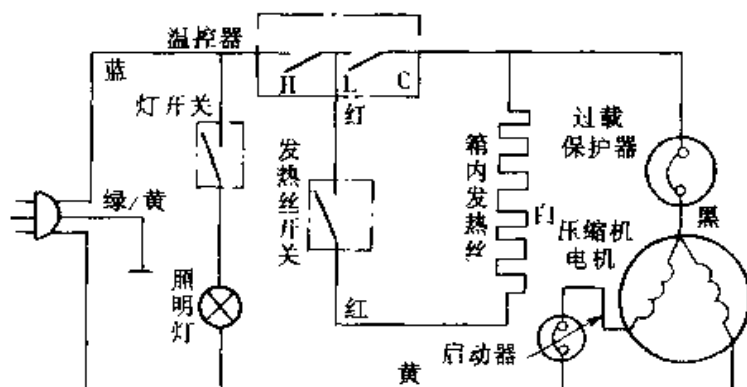 温控器
蓝
H
L
C
灯开关
红
过载
保护器
发热丝开关
箱内发热丝
绿/黄
白
黑
压缩机
电机
照明灯
红
启动器
黄